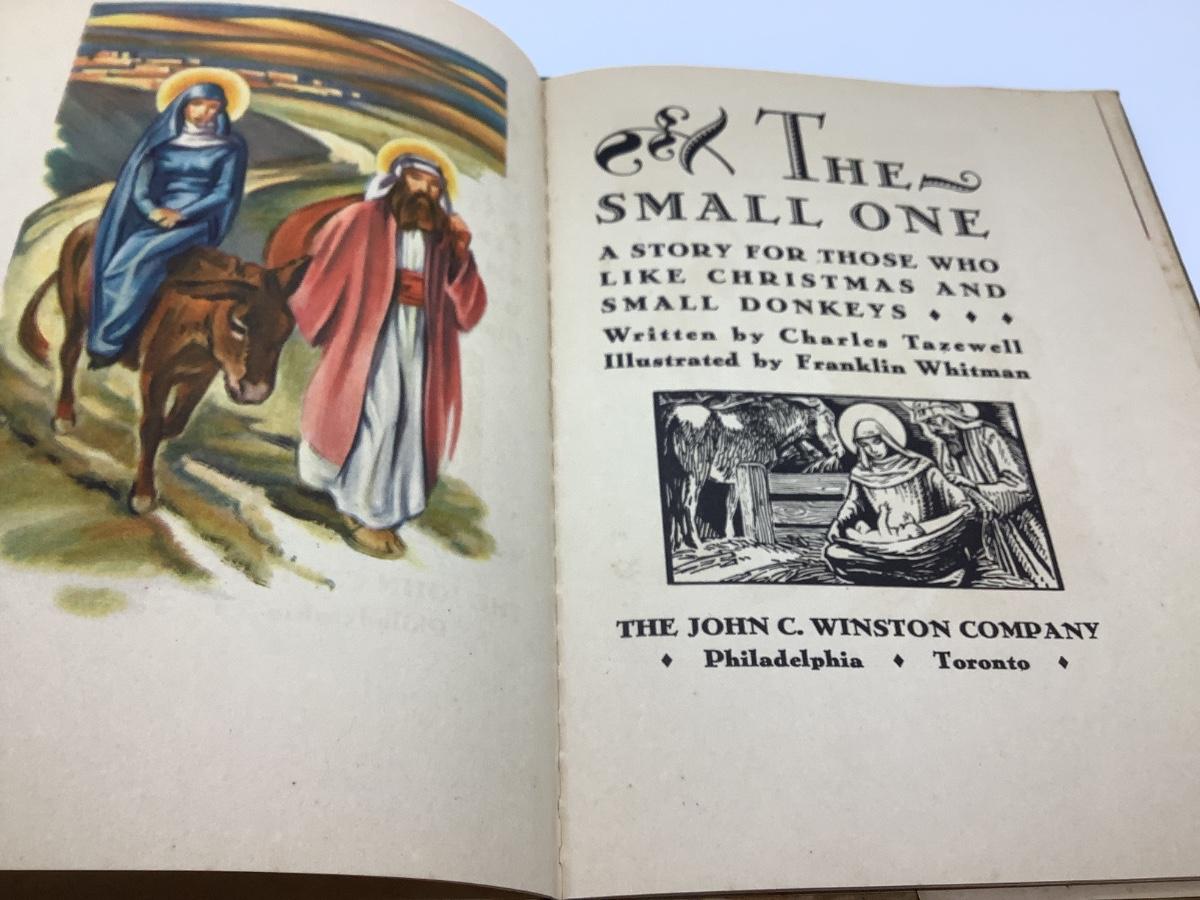 THE
SMALL ONE
A STORY FOR THOSE WHO
LIKE CHRISTMAS AND
SMALL DONKEYS
Written by Charles Tazewell
Illustrated by Franklin Whitman
THE JOHN C. WINSTON COMPANY
Philadelphia Toronto